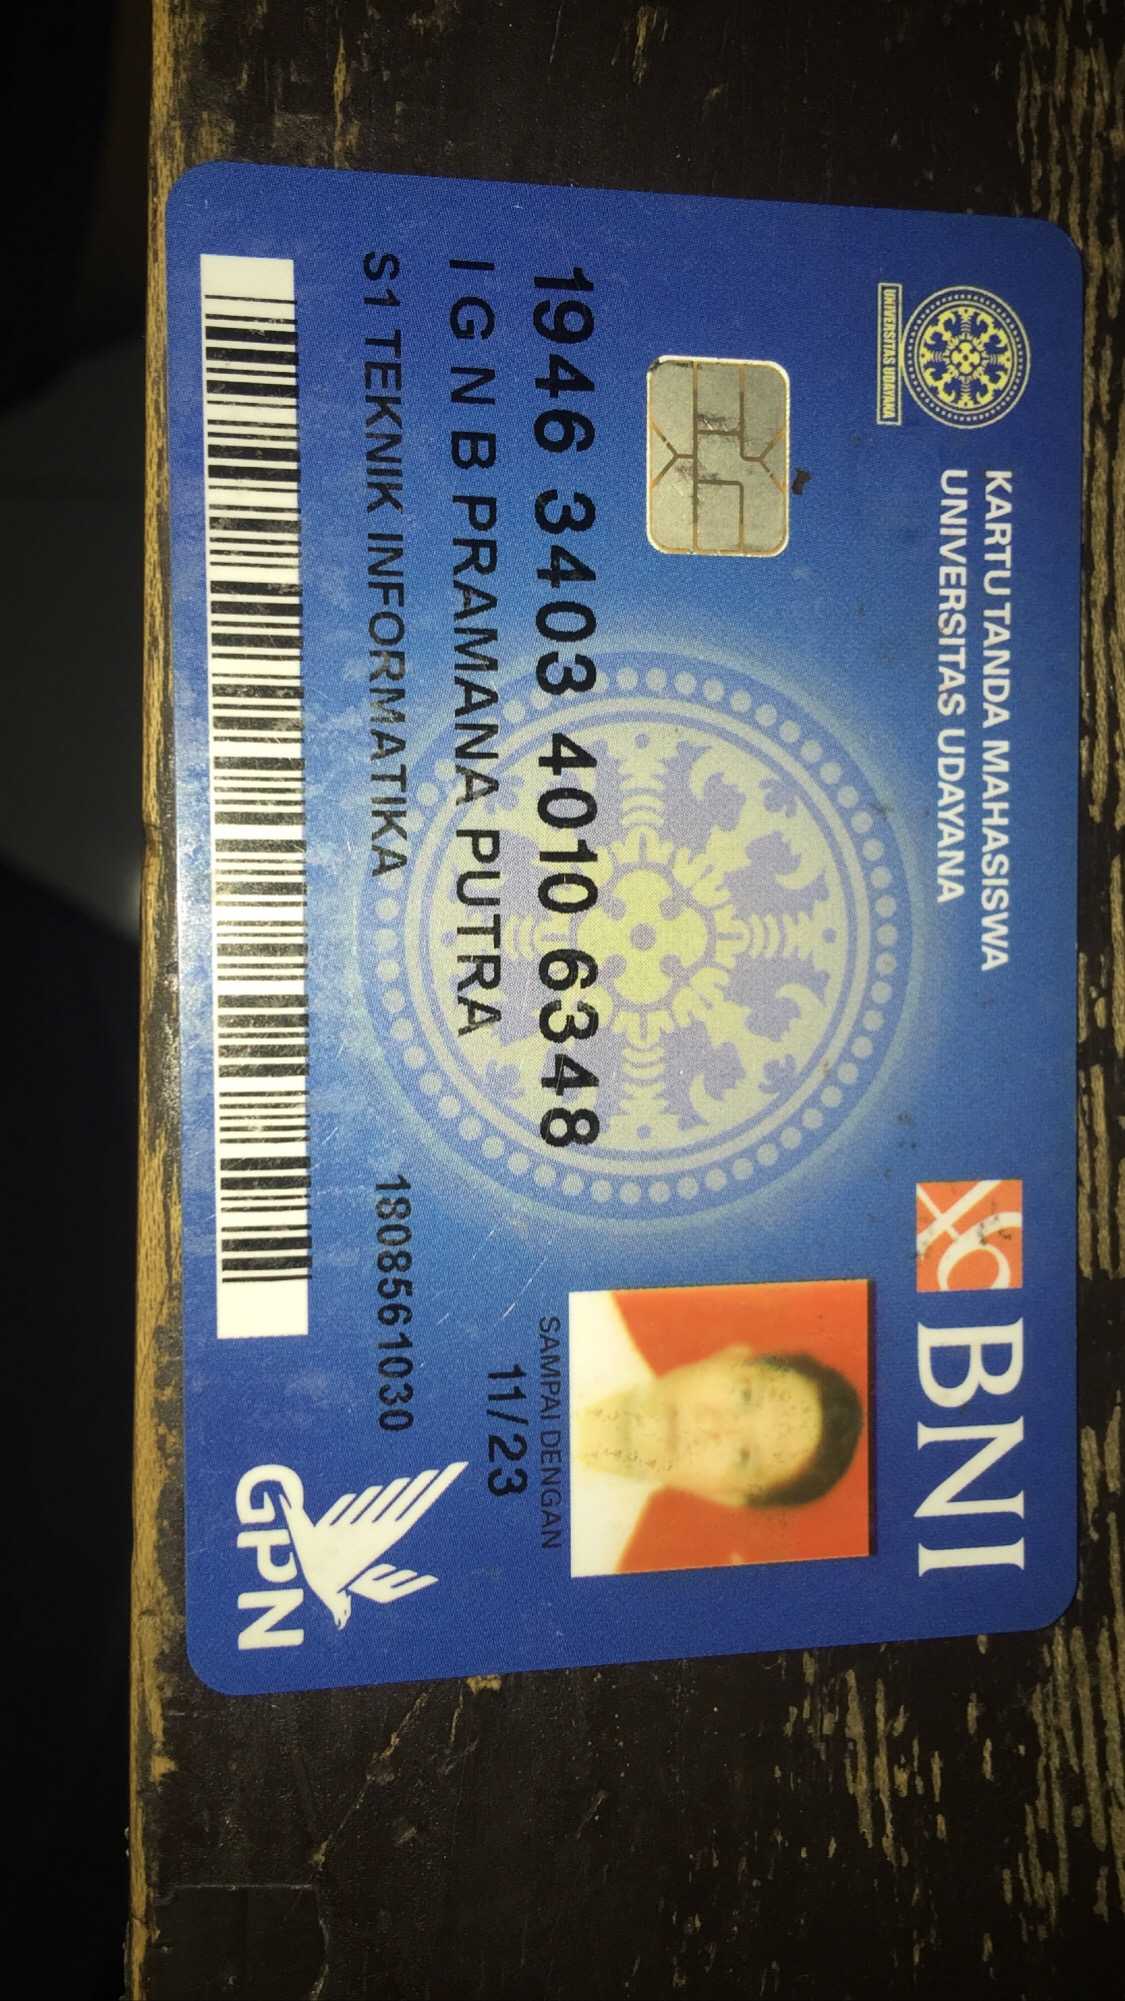 UNIVERSITAS UDAYANA
KARTU TANDA MAHASISWA
UNIVERSITAS UDAYANA
BNI
1946 3403 4010 6348
SAMPAI DENGAN
11/23
I G N B PRAMANA PUTRA
S1 TEKNIK INFORMATIKA
1808561030
GPN